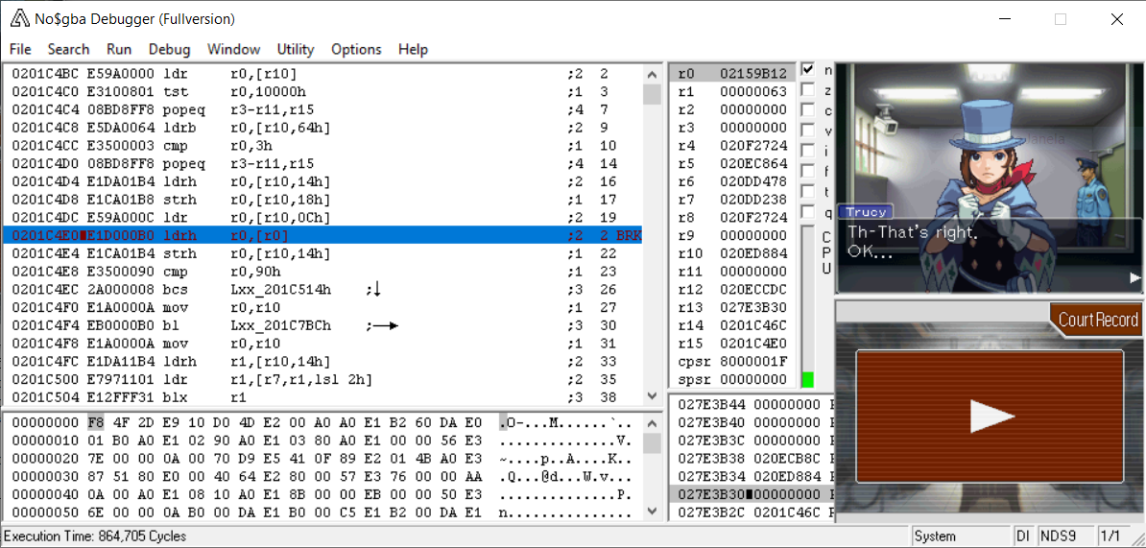 No$gba Debugger (Fullversion)
File Search Run Debug Window Utility Options Help
0201C4BC E59A0000 ldr r0,[r10] ;2 2
0201C4C0 E3100801 tst r0,10000h ;1 3
0201C4C4 08BD8FF8 popeq r3-r11,r15 ;4 7
0201C4C8 E5DA0064 ldrb r0,[r10,64h] ;2 9
0201C4CC E3500003 cmp r0,3h ;1 10
0201C4D0 08BD8FF8 popeq r3-r11,r15 ;4 14
0201C4D4 E1DA01B4 ldrh r0,[r10,14h] ;2 16
0201C4D8 E1CA01B8 strh r0,[r10,18h] ;1 17
0201C4DC E59A000C ldr r0,[r10,0Ch] ;2 19
0201C4E0 E1D000B0 ldrh r0,[r0] ;2 2 BRK
0201C4E4 E1CA01B4 strh r0,[r10,14h] ;1 22
0201C4E8 E3500090 cmp r0,90h ;1 23
0201C4EC 2A000008 bcs Lxx_201C514h ;↓ ;3 26
0201C4F0 E1A0000A mov r0,r10 ;1 27
0201C4F4 EB0000B0 bl Lxx_201C7BCh ;→ ;3 30
0201C4F8 E1A0000A mov r0,r10 ;1 31
0201C4FC E1DA11B4 ldrh r1,[r10,14h] ;2 33
0201C500 E7971101 ldr r1,[r7,r1,lsl 2h] ;2 35
0201C504 E12FFF31 blx r1 ;3 38
r0 02159B12
r1 00000063
r2 00000000
r3 00000000
r4 020F2724
r5 020EC864
r6 020DD478
r7 020DD238
r8 020F2724
r9 00000000
r10 020ED884
r11 00000000
r12 020ECCDC
r13 027E3B30
r14 0201C46C
r15 0201C4E0
cpsr 8000001F
spsr 00000000
n
z
c
v
i
f
t
q
CPU
Trucy
Th-That's right.
OK...
Court Record
00000000 F8 4F 2D E9 10 D0 4D E2 00 A0 A0 E1 B2 60 DA E0 .O-...M......`..
00000010 01 B0 A0 E1 02 90 A0 E1 03 80 A0 E1 00 00 56 E3 ..............V.
00000020 7E 00 00 0A 00 70 D9 E5 41 0F 89 E2 01 4B A0 E3 ~....p..A....K..
00000030 87 51 80 E0 00 40 64 E2 80 00 57 E3 76 00 00 AA .Q...@d...W.v...
00000040 0A 00 A0 E1 08 10 A0 E1 8B 00 00 EB 00 00 50 E3 ..............P.
00000050 6E 00 00 0A B0 00 DA E1 B0 00 C5 E1 B2 00 DA E1 n...............
027E3B44 00000000
027E3B40 00000000
027E3B3C 00000000
027E3B38 020ECB8C
027E3B34 020ED884
027E3B30 00000000
027E3B2C 0201C46C
Execution Time: 864,705 Cycles
System DI NDS9 1/1